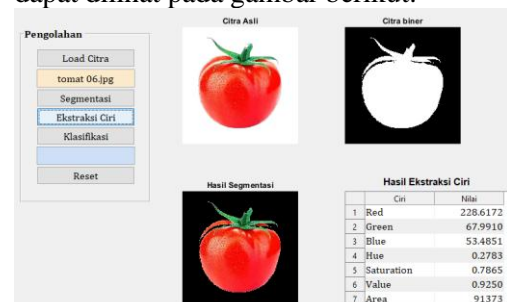 dapat dilihat pada gambar berikut.
Pengolahan
Load Citra
tomat 06.jpg
Segmentasi
Ekstraksi Ciri
Klasifikasi
Reset
Citra Asli
Citra biner
Hasil Segmentasi
Hasil Ekstraksi Ciri
Ciri Nilai
1 Red 228.6172
2 Green 67.9910
3 Blue 53.4851
4 Hue 0.2783
5 Saturation 0.7865
6 Value 0.9250
7 Area 91373